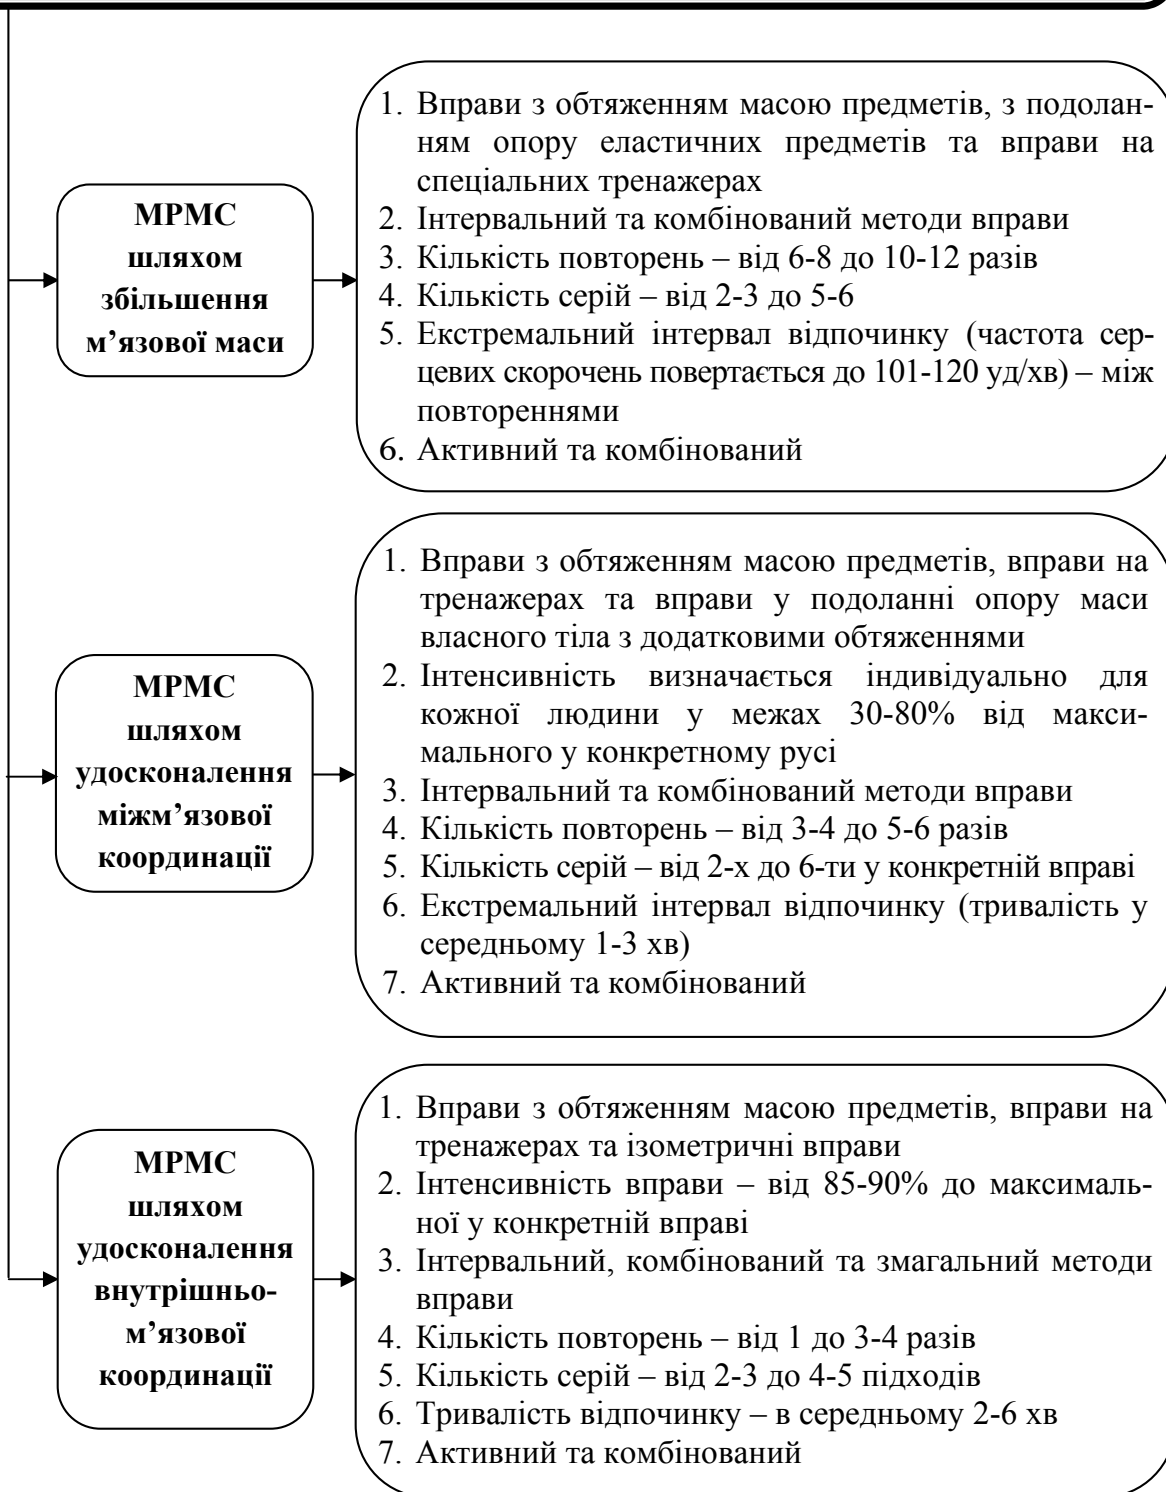 МРМС
шляхом
збільшення
м’язової маси
1. Вправи з обтяженням масою предметів, з подолан-
ням опору еластичних предметів та вправи на
спеціальних тренажерах
2. Інтервальний та комбінований методи вправи
3. Кількість повторень – від 6-8 до 10-12 разів
4. Кількість серій – від 2-3 до 5-6
5. Екстремальний інтервал відпочинку (частота сер-
цевих скорочень повертається до 101-120 уд/хв) – між
повтореннями
6. Активний та комбінований
МРМС
шляхом
удосконалення
міжм’язової
координації
1. Вправи з обтяженням масою предметів, вправи на
тренажерах та вправи у подоланні опору маси
власного тіла з додатковими обтяженнями
2. Інтенсивність визначається індивідуально для
кожної людини у межах 30-80% від макси-
мального у конкретному русі
3. Інтервальний та комбінований методи вправи
4. Кількість повторень – від 3-4 до 5-6 разів
5. Кількість серій – від 2-х до 6-ти у конкретній вправі
6. Екстремальний інтервал відпочинку (тривалість у
середньому 1-3 хв)
7. Активний та комбінований
МРМС
шляхом
удосконалення
внутрішньо-
м’язової
координації
1. Вправи з обтяженням масою предметів, вправи на
тренажерах та ізометричні вправи
2. Інтенсивність вправи – від 85-90% до максималь-
ної у конкретній вправі
3. Інтервальний, комбінований та змагальний методи
вправи
4. Кількість повторень – від 1 до 3-4 разів
5. Кількість серій – від 2-3 до 4-5 підходів
6. Тривалість відпочинку – в середньому 2-6 хв
7. Активний та комбінований